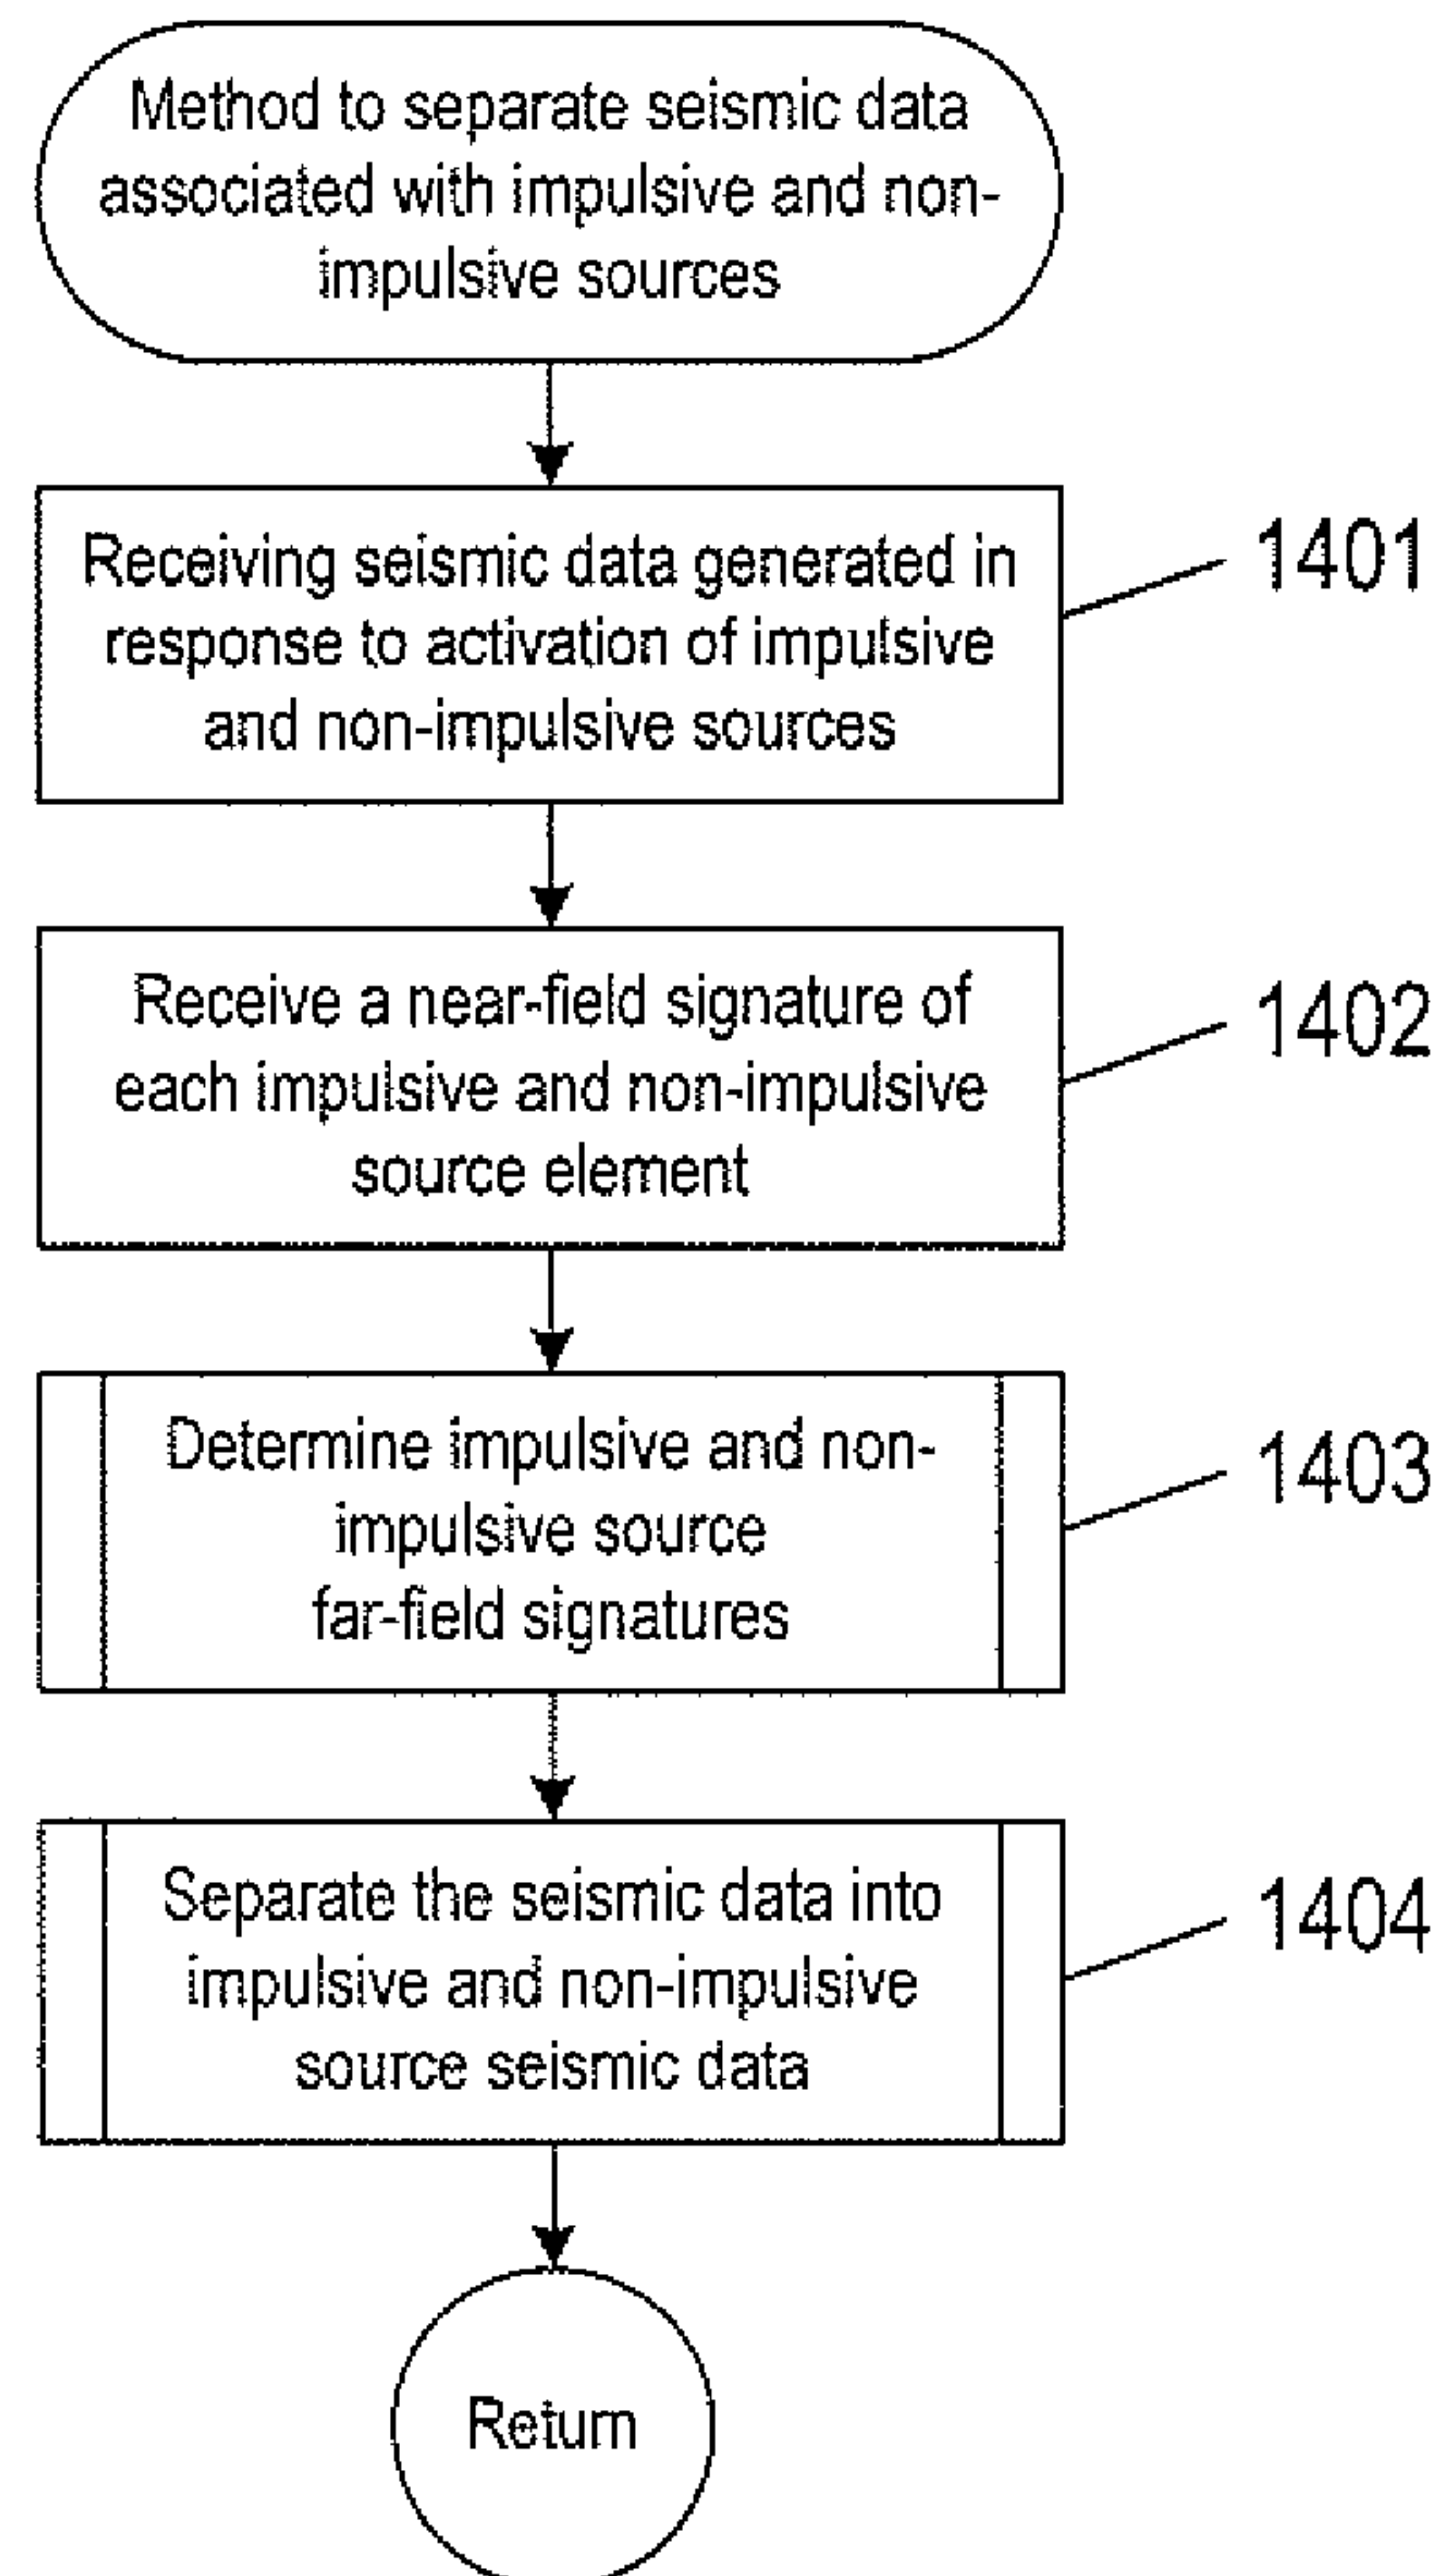 Method to separate seismic data
associated with impulsive and non-
impulsive sources
Receiving seismic data generated in
response to activation of impulsive
and non-impulsive sources
1401
Receive a near-field signature of
each impulsive and non-impulsive
source element
1402
Determine impulsive and non-
impulsive source
far-field signatures
1403
Separate the seismic data into
impulsive and non-impulsive
source seismic data
1404
Return